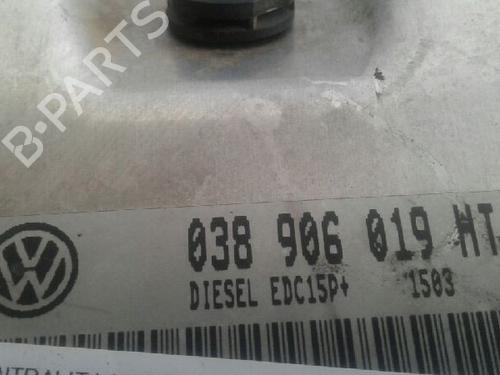 B-PARTS
038 906 019 HT
DIESEL EDC15P+ 1503